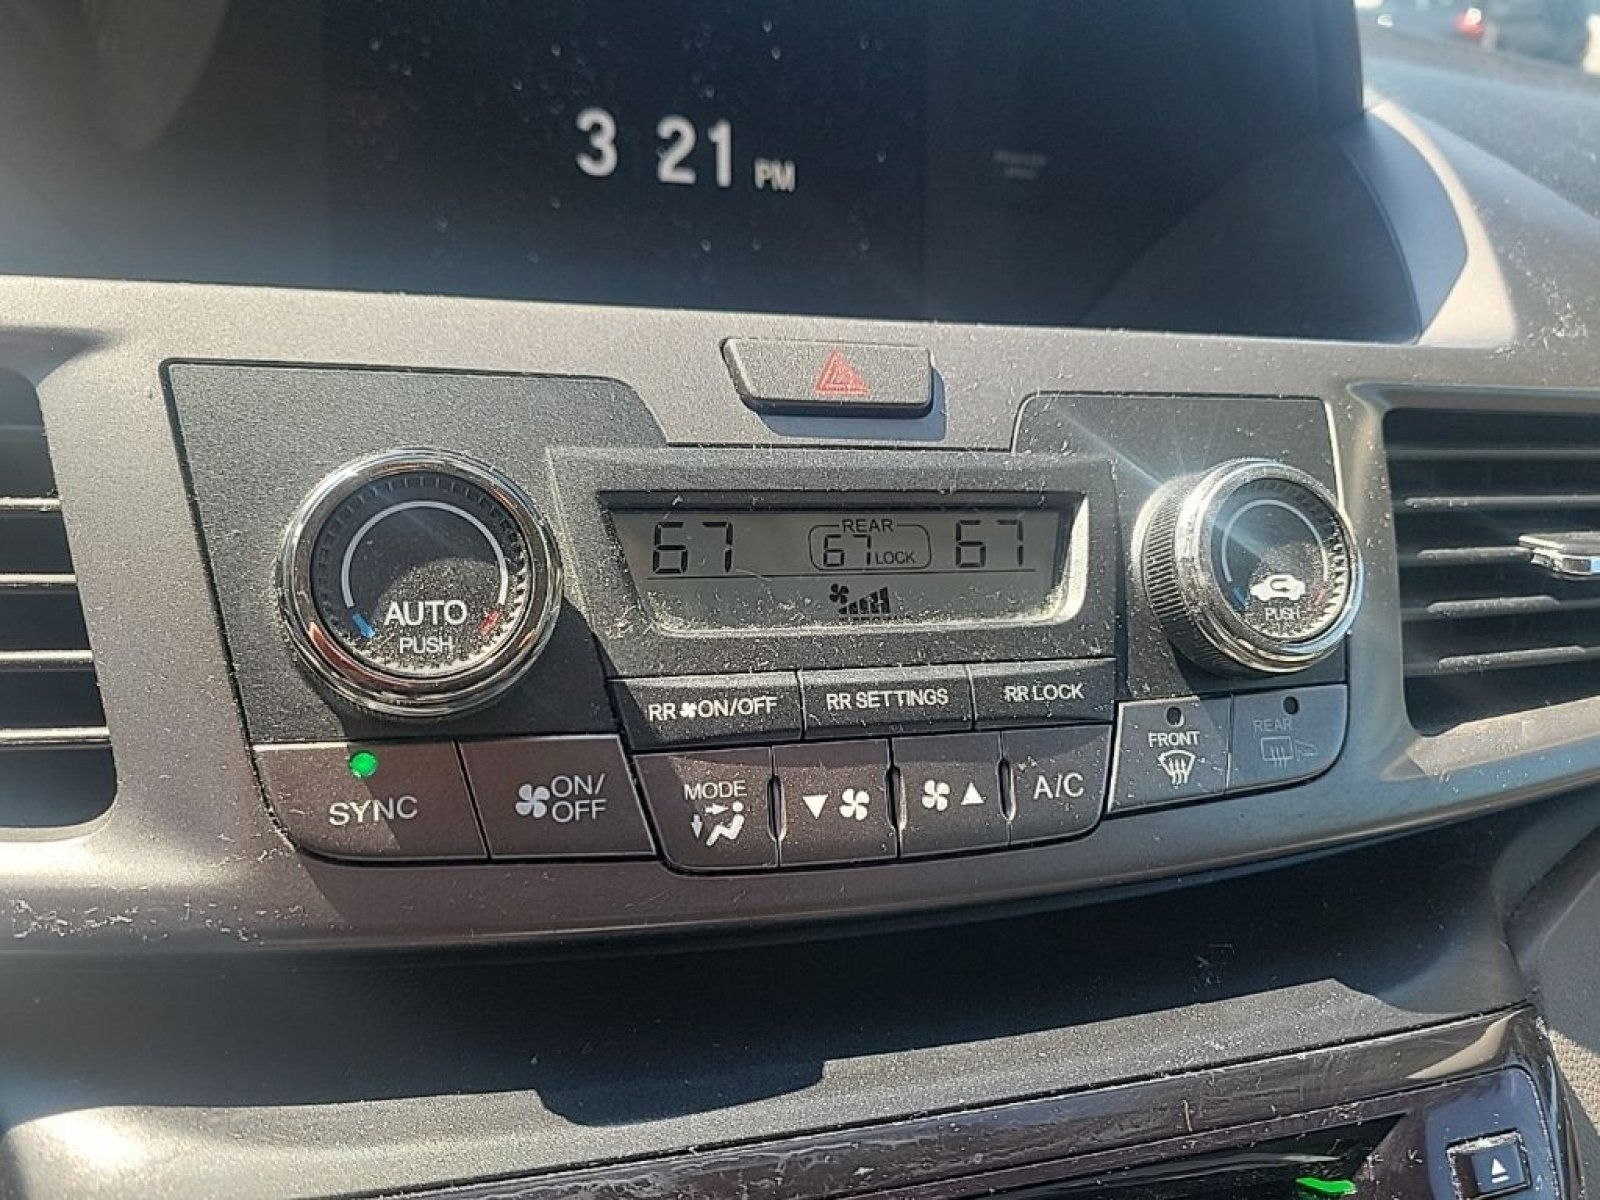 3 21 PM
67 REAR 67
67 LOCK
AUTO
PUSH
PUSH
RR ON/OFF RR SETTINGS RR LOCK
SYNC
ON/
OFF
MODE
A/C
FRONT
REAR